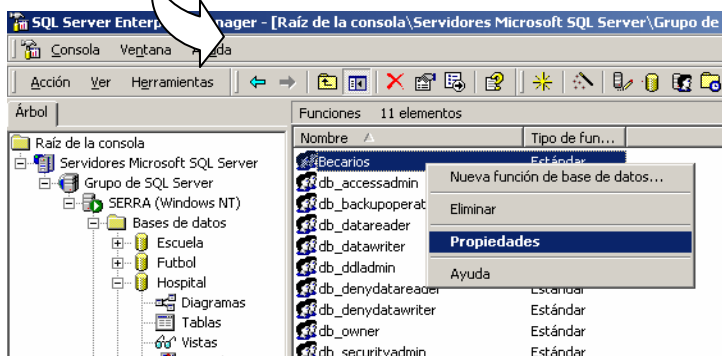 SQL Server Enterp nager - [Raíz de la consola\Servidores Microsoft SQL Server\Grupo de
Consola Ventana da
Acción Ver Herramientas
Árbol
Funciones 11 elementos
Nombre Tipo de fun...
Raíz de la consola
Servidores Microsoft SQL Server
Grupo de SQL Server
SERRA (Windows NT)
Bases de datos
Escuela
Futbol
Hospital
Diagramas
Tablas
Vistas
Becarios Estándar
db_accessadmin
db_backupoperat
db_datareader
db_datawriter
db_ddladmin
db_denydatareader Estándar
db_denydatawriter Estándar
db_owner Estándar
db_securityadmin Estándar
Nueva función de base de datos...
Eliminar
Propiedades
Ayuda